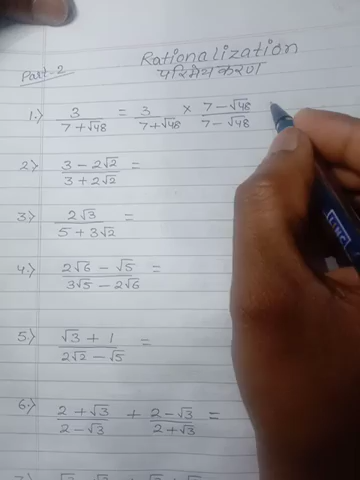 Rationalization
Part-2
परिमेय करण
1.) 3/(7+√48) = 3/(7+√48) × (7-√48)/(7-√48)
2.) (3-2√2)/(3+2√2) =
3.) 2√3/(5+3√2) =
4.) (2√6-√5)/(3√5-2√6) =
5.) (√3+1)/(2√2-√5) =
6.) (2+√3)/(2-√3) + (2-√3)/(2+√3) =